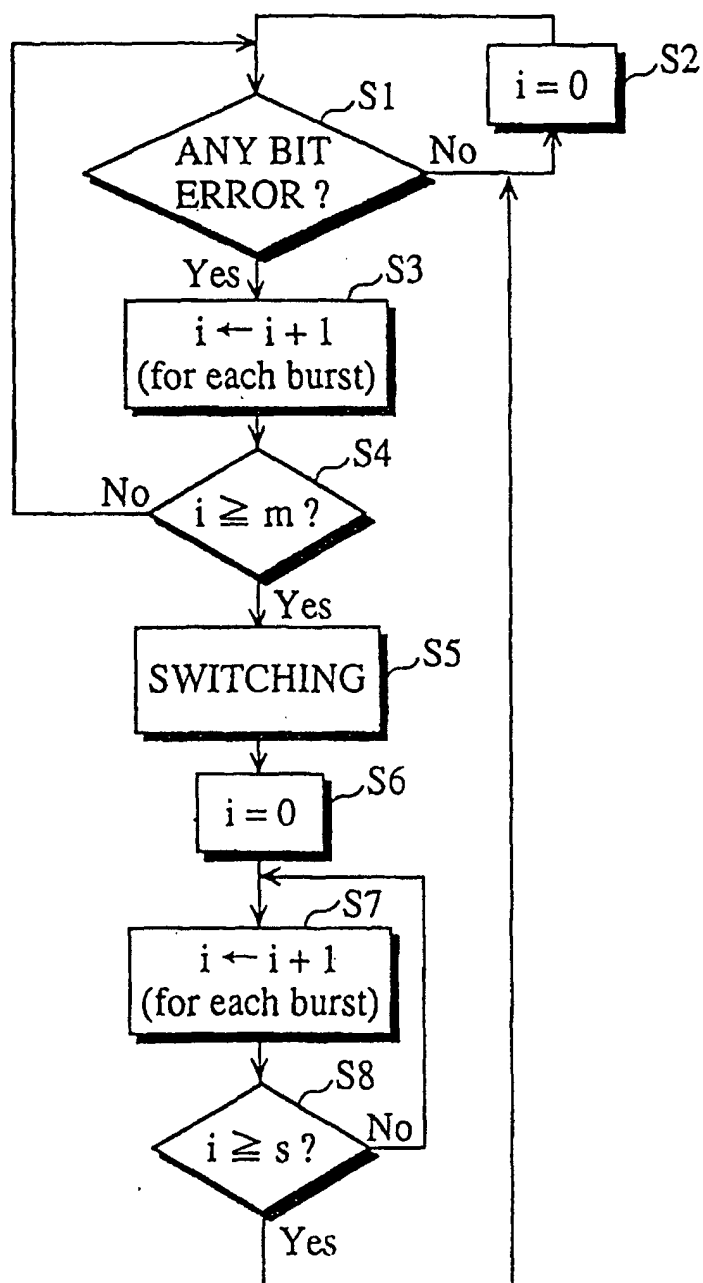 S2
i = 0
S1
ANY BIT
ERROR ?
No
Yes
S3
i ← i + 1
(for each burst)
S4
No
i ≧ m ?
Yes
SWITCHING
S5
S6
i = 0
S7
i ← i + 1
(for each burst)
S8
i ≧ s ?
No
Yes